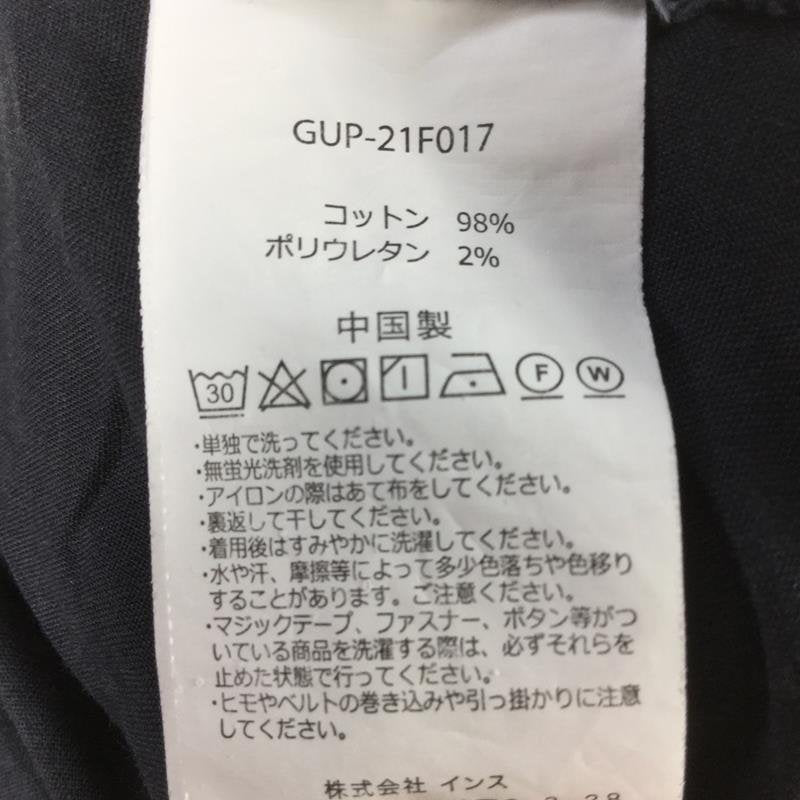 GUP-21F017
コットン 98%
ポリウレタン 2%
中国製
30 F W
・単独で洗ってください。
・無蛍光洗剤を使用してください。
・アイロンの際はあて布をしてください。
・裏返して干してください。
・着用後はすみやかに洗濯してください。
・水や汗、摩擦等によって多少色落ちや色移り
することがあります。ご注意ください。
・マジックテープ、ファスナー、ボタン等がつ
いている商品を洗濯する際は、必ずそれらを
止めた状態で行ってください。
・ヒモやベルトの巻き込みや引っ掛かりに注意
してください。
株式会社 インス